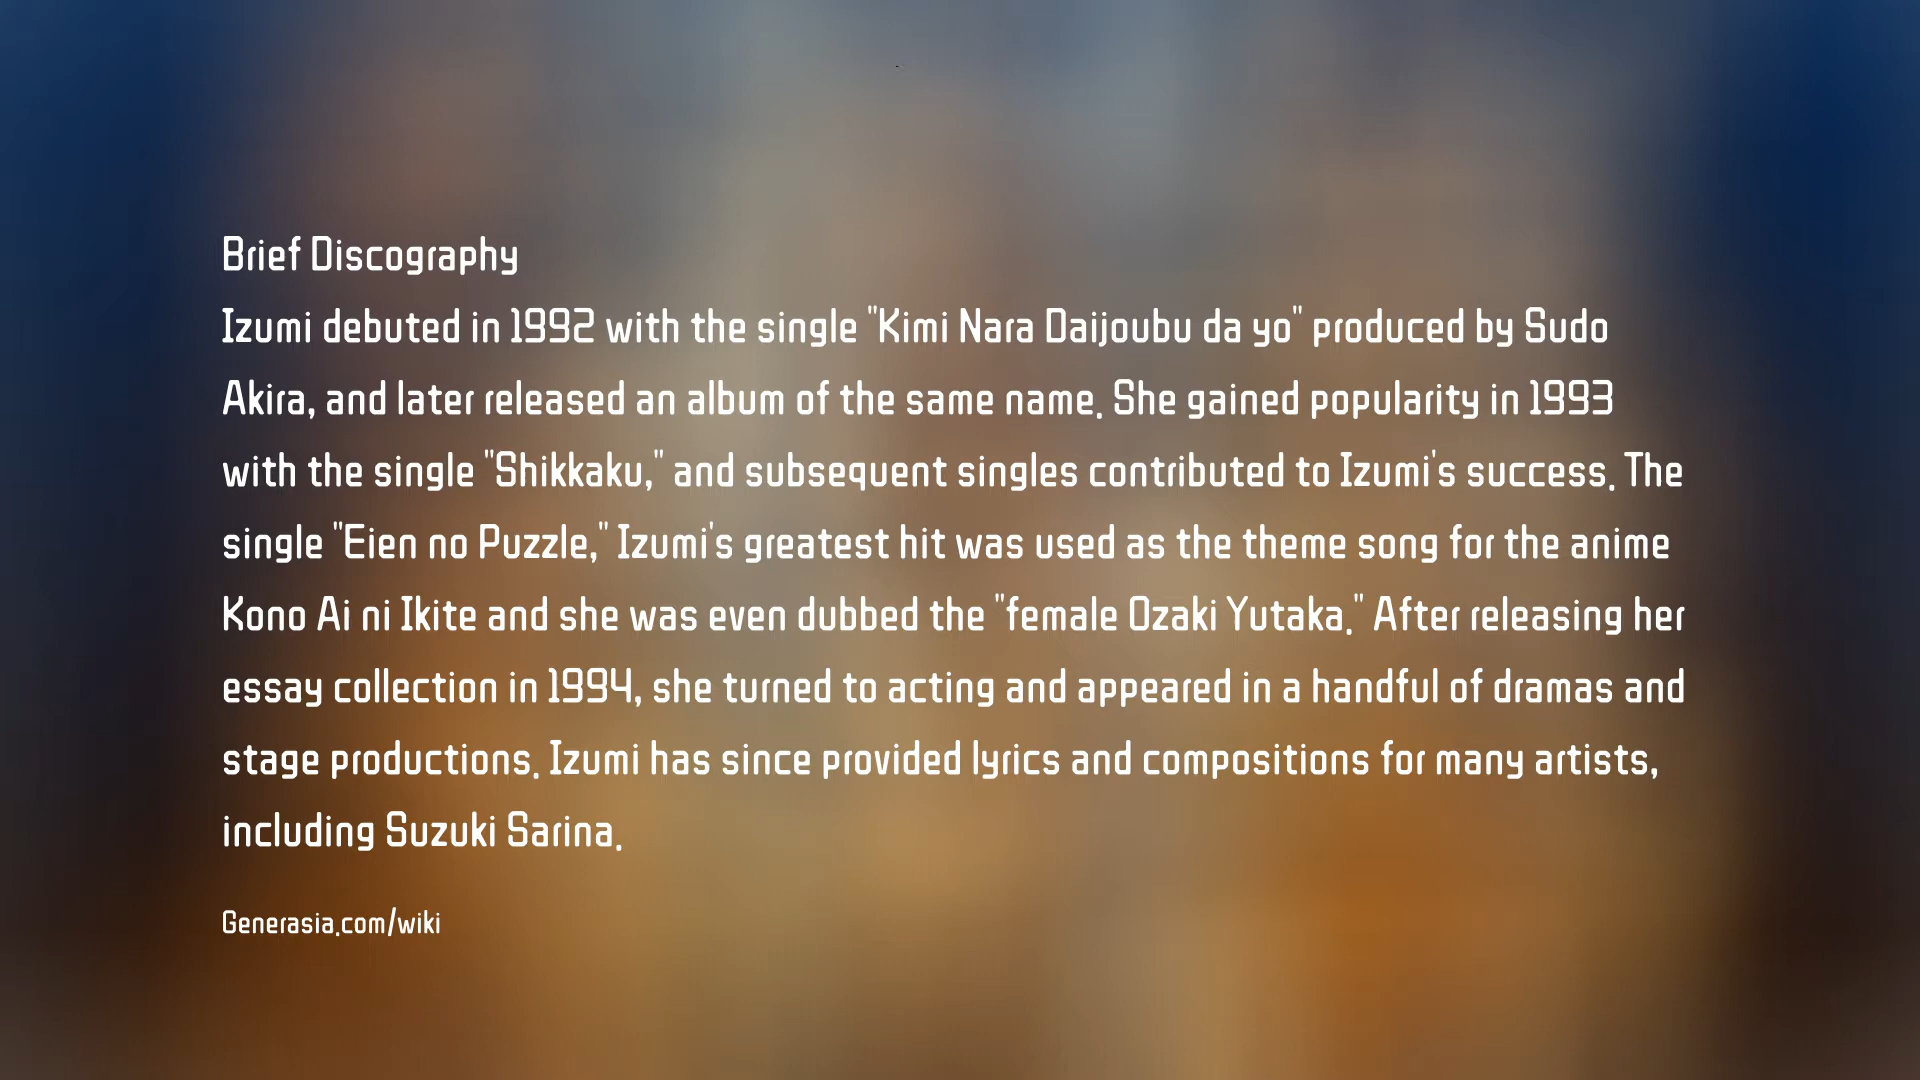 Brief Discography
Izumi debuted in 1992 with the single "Kimi Nara Daijoubu da yo" produced by Sudo
Akira, and later released an album of the same name. She gained popularity in 1993
with the single "Shikkaku," and subsequent singles contributed to Izumi's success. The
single "Eien no Puzzle," Izumi's greatest hit was used as the theme song for the anime
Kono Ai ni Ikite and she was even dubbed the "female Ozaki Yutaka." After releasing her
essay collection in 1994, she turned to acting and appeared in a handful of dramas and
stage productions. Izumi has since provided lyrics and compositions for many artists,
including Suzuki Sarina.
Generasia.com/wiki